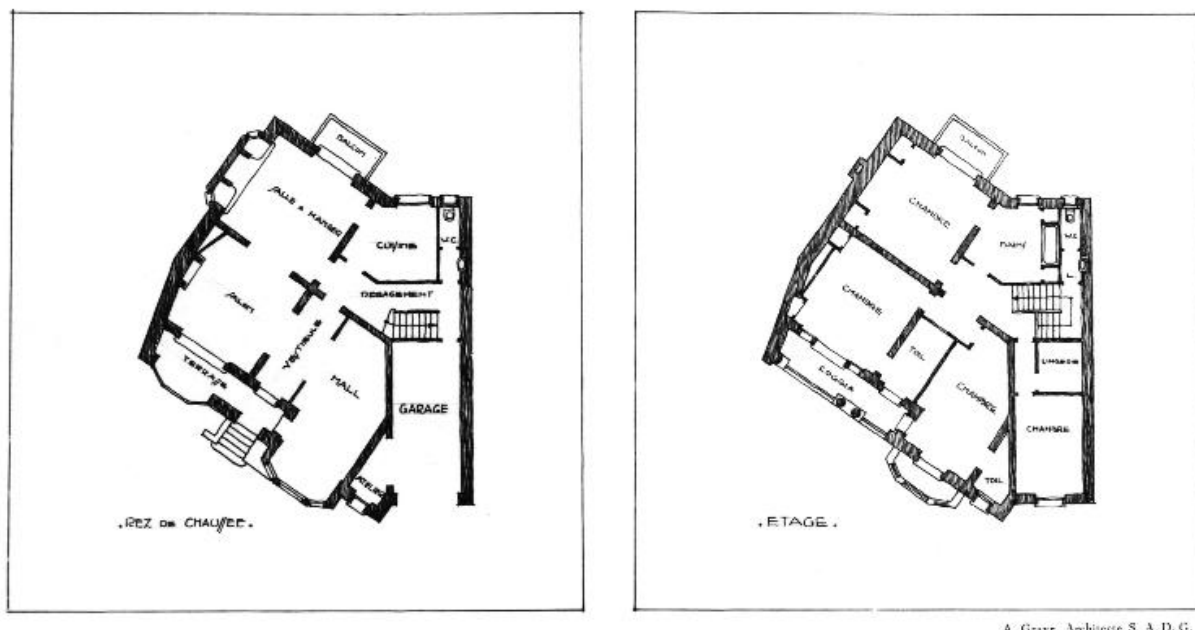 BALCON
SALLE A MANGER
CUISINE
W.C.
DEGAGEMENT
SALON
VESTIBULE
HALL
TERRASSE
GARAGE
ATELIER
.REZ DE CHAUSSEE.
BALCON
CHAMBRE
BAIN
W.C.
CHAMBRE
TOIL.
LOGGIA
CHAMBRE
LINGERIE
CHAMBRE
TOIL.
.ETAGE.
Architecte S. A. D. G.